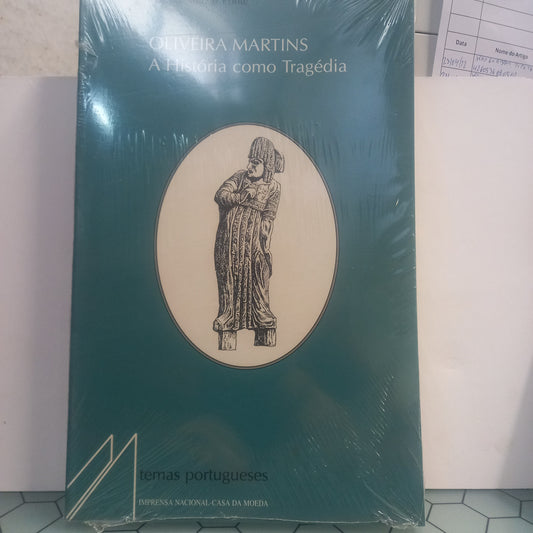 OLIVEIRA MARTINS
A História como Tragédia
temas portugueses
IMPRENSA NACIONAL-CASA DA MOEDA
Data
Nome do Artigo